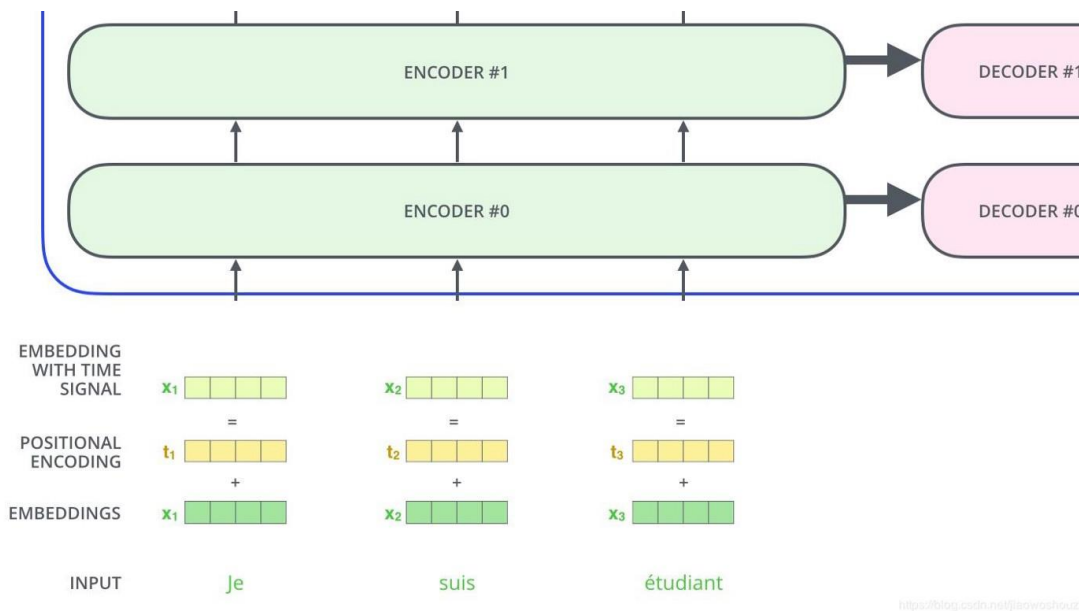 ENCODER #1
DECODER #1
ENCODER #0
DECODER #0
EMBEDDING
WITH TIME
SIGNAL
x₁
x₂
x₃
= = =
POSITIONAL
ENCODING
t₁
t₂
t₃
+ + +
EMBEDDINGS
x₁
x₂
x₃
INPUT
Je
suis
étudiant